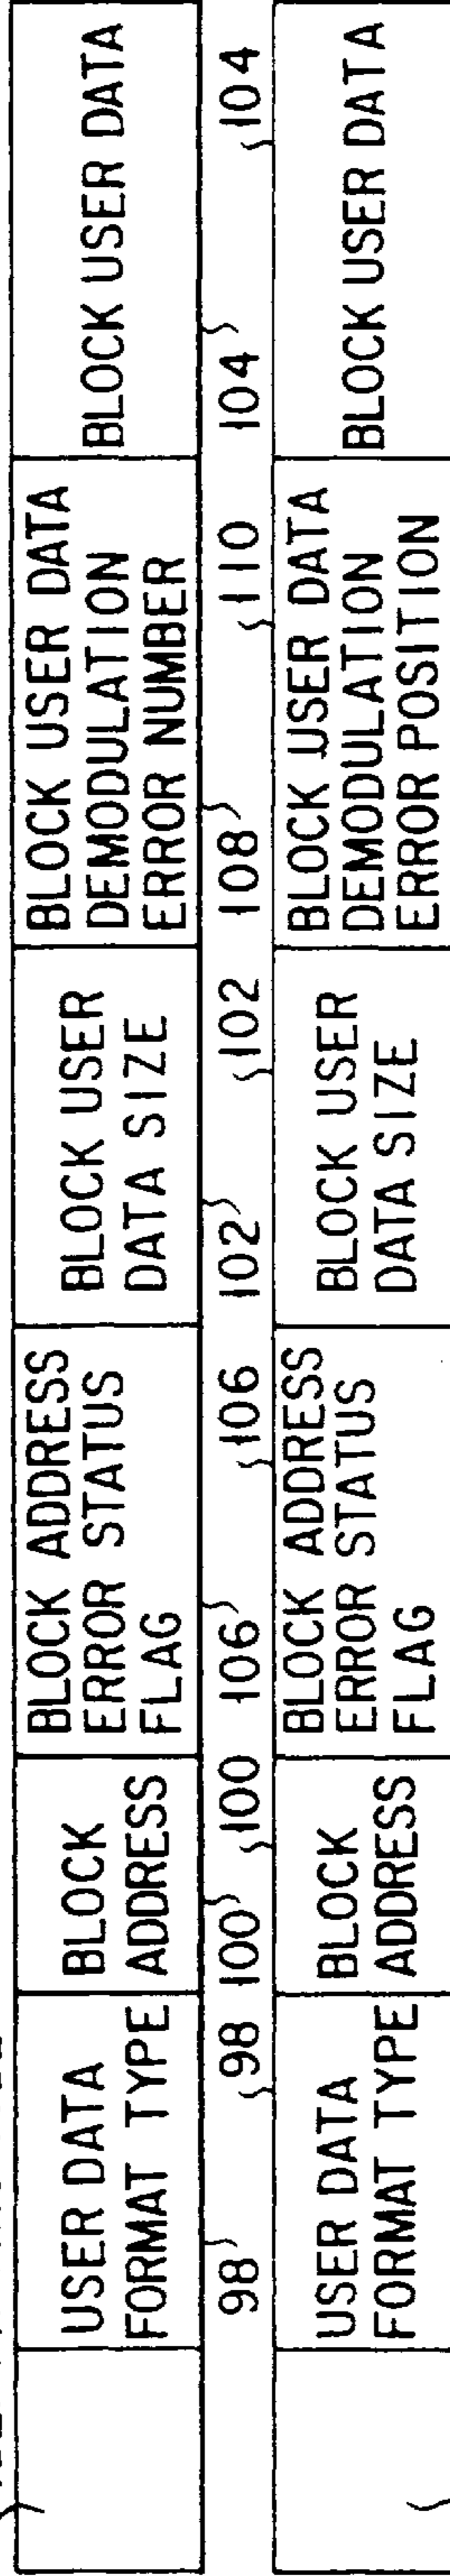 USER DATA
FORMAT TYPE
BLOCK
ADDRESS
BLOCK ADDRESS
ERROR STATUS
FLAG
BLOCK USER
DATA SIZE
BLOCK USER DATA
DEMODULATION
ERROR NUMBER
BLOCK USER DATA
98 98 100 100 106 106 102 102 108 110 104 104
USER DATA
FORMAT TYPE
BLOCK
ADDRESS
BLOCK ADDRESS
ERROR STATUS
FLAG
BLOCK USER
DATA SIZE
BLOCK USER DATA
DEMODULATION
ERROR POSITION
BLOCK USER DATA